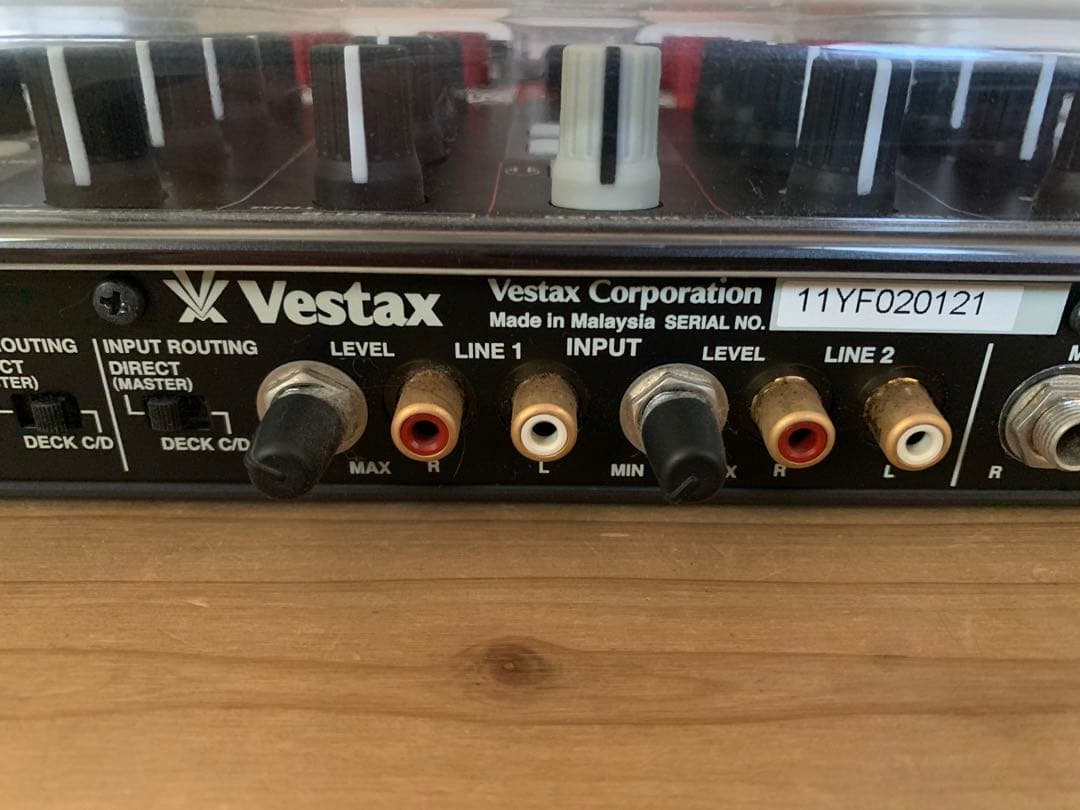 Vestax
Vestax Corporation
Made in Malaysia SERIAL NO.
11YF020121
OUTING
CT
TER)
DECK C/D
INPUT ROUTING
DIRECT
(MASTER)
DECK C/D
LEVEL
LINE 1
INPUT
LEVEL
LINE 2
M
MAX
R
L
MIN
X
R
L
R